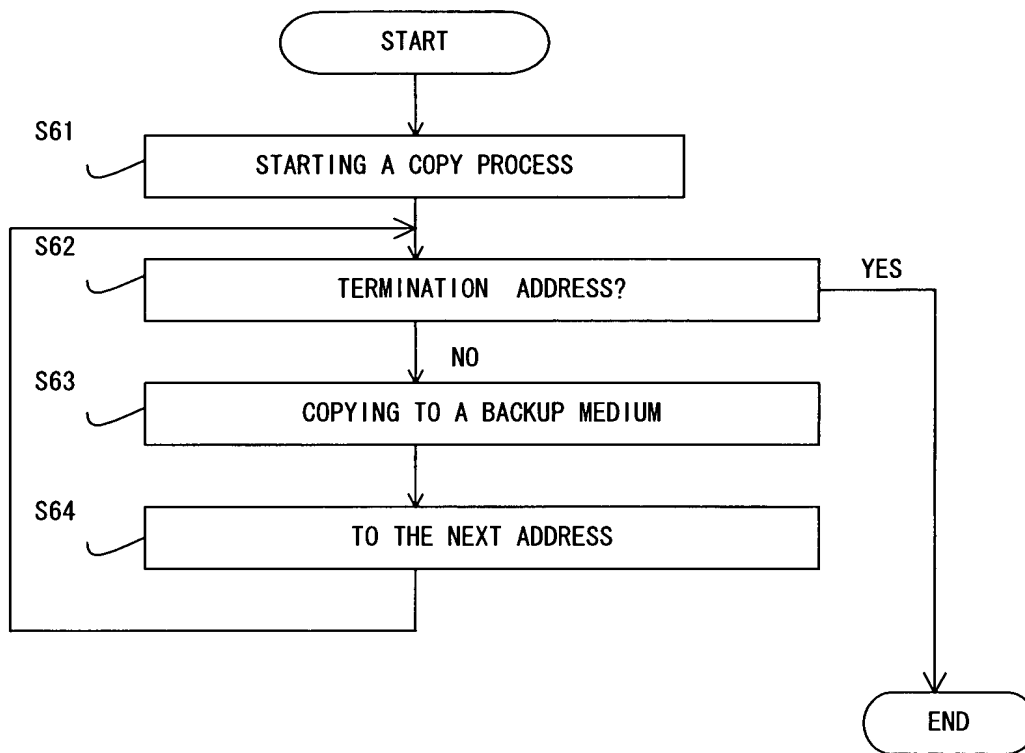 START
S61
STARTING A COPY PROCESS
S62
TERMINATION ADDRESS?
YES
NO
S63
COPYING TO A BACKUP MEDIUM
S64
TO THE NEXT ADDRESS
END